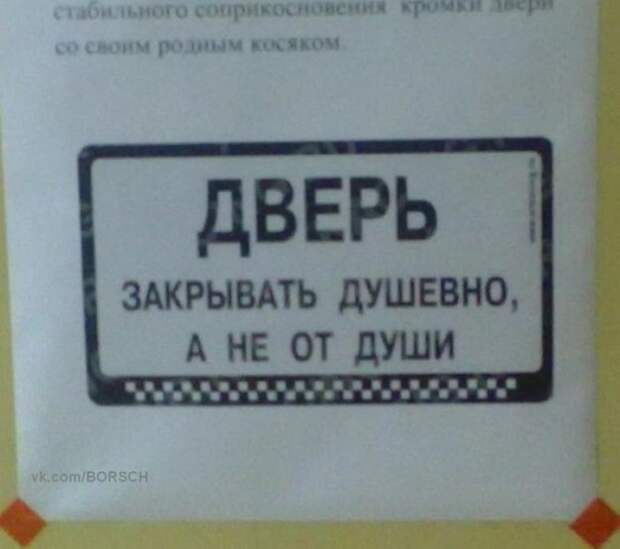 стабильного соприкосновения кромки двери
со своим родным косяком.
ДВЕРЬ
ЗАКРЫВАТЬ ДУШЕВНО,
А НЕ ОТ ДУШИ
vk.com/BORSCH